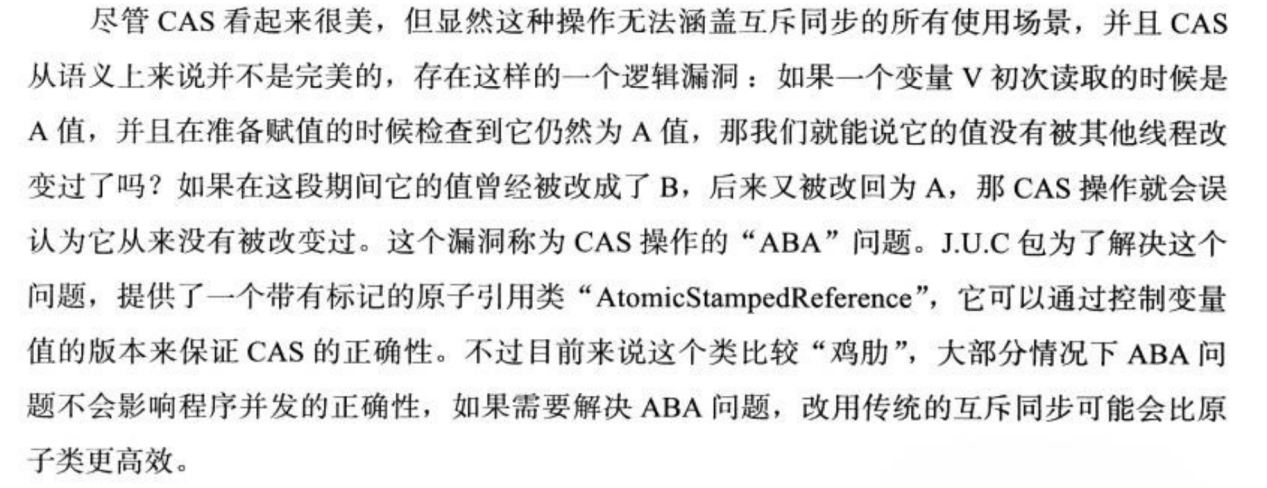 尽管 CAS 看起来很美，但显然这种操作无法涵盖互斥同步的所有使用场景，并且 CAS
从语义上来说并不是完美的，存在这样的一个逻辑漏洞：如果一个变量 V 初次读取的时候是
A 值，并且在准备赋值的时候检查到它仍然为 A 值，那我们就能说它的值没有被其他线程改
变过了吗？如果在这段期间它的值曾经被改成了 B，后来又被改回为 A，那 CAS 操作就会误
认为它从来没有被改变过。这个漏洞称为 CAS 操作的“ABA”问题。J.U.C 包为了解决这个
问题，提供了一个带有标记的原子引用类“AtomicStampedReference”，它可以通过控制变量
值的版本来保证 CAS 的正确性。不过目前来说这个类比较“鸡肋”，大部分情况下 ABA 问
题不会影响程序并发的正确性，如果需要解决 ABA 问题，改用传统的互斥同步可能会比原
子类更高效。